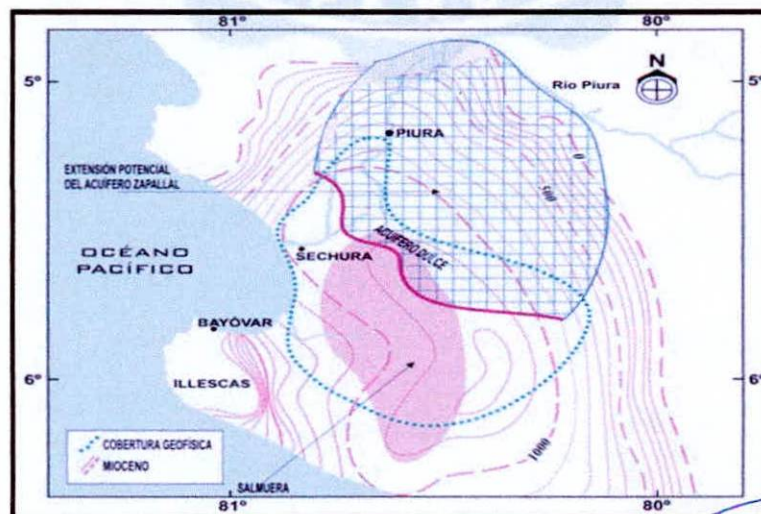 81°
80°
5°
N
Río Piura
PIURA
0
500
EXTENSIÓN POTENCIAL
DEL ACUÍFERO ZAPALLAL
ACUÍFERO DULCE
OCÉANO
PACÍFICO
SECHURA
BAYÓVAR
6°
6°
ILLESCAS
1000
COBERTURA GEOFÍSICA
MIOCENO
SALMUERA
81°
80°
5°